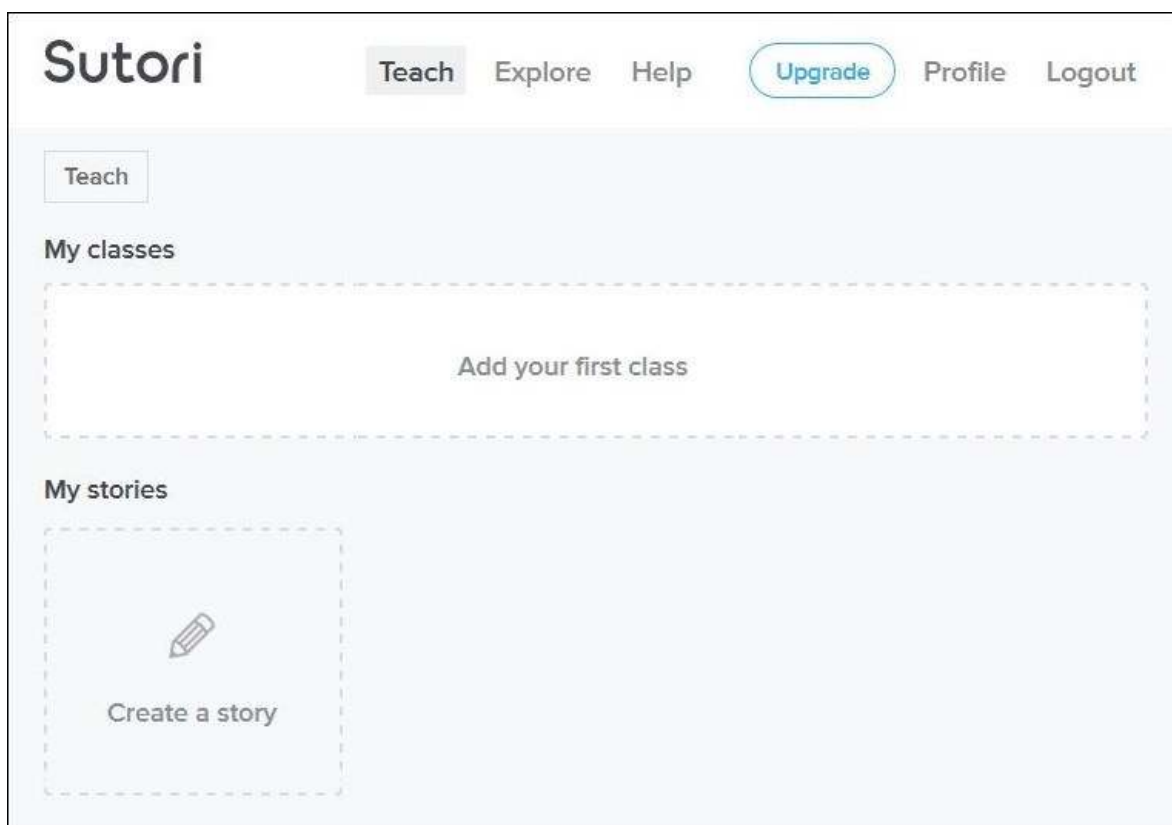 Sutori
Teach Explore Help Upgrade Profile Logout
Teach
My classes
Add your first class
My stories
Create a story